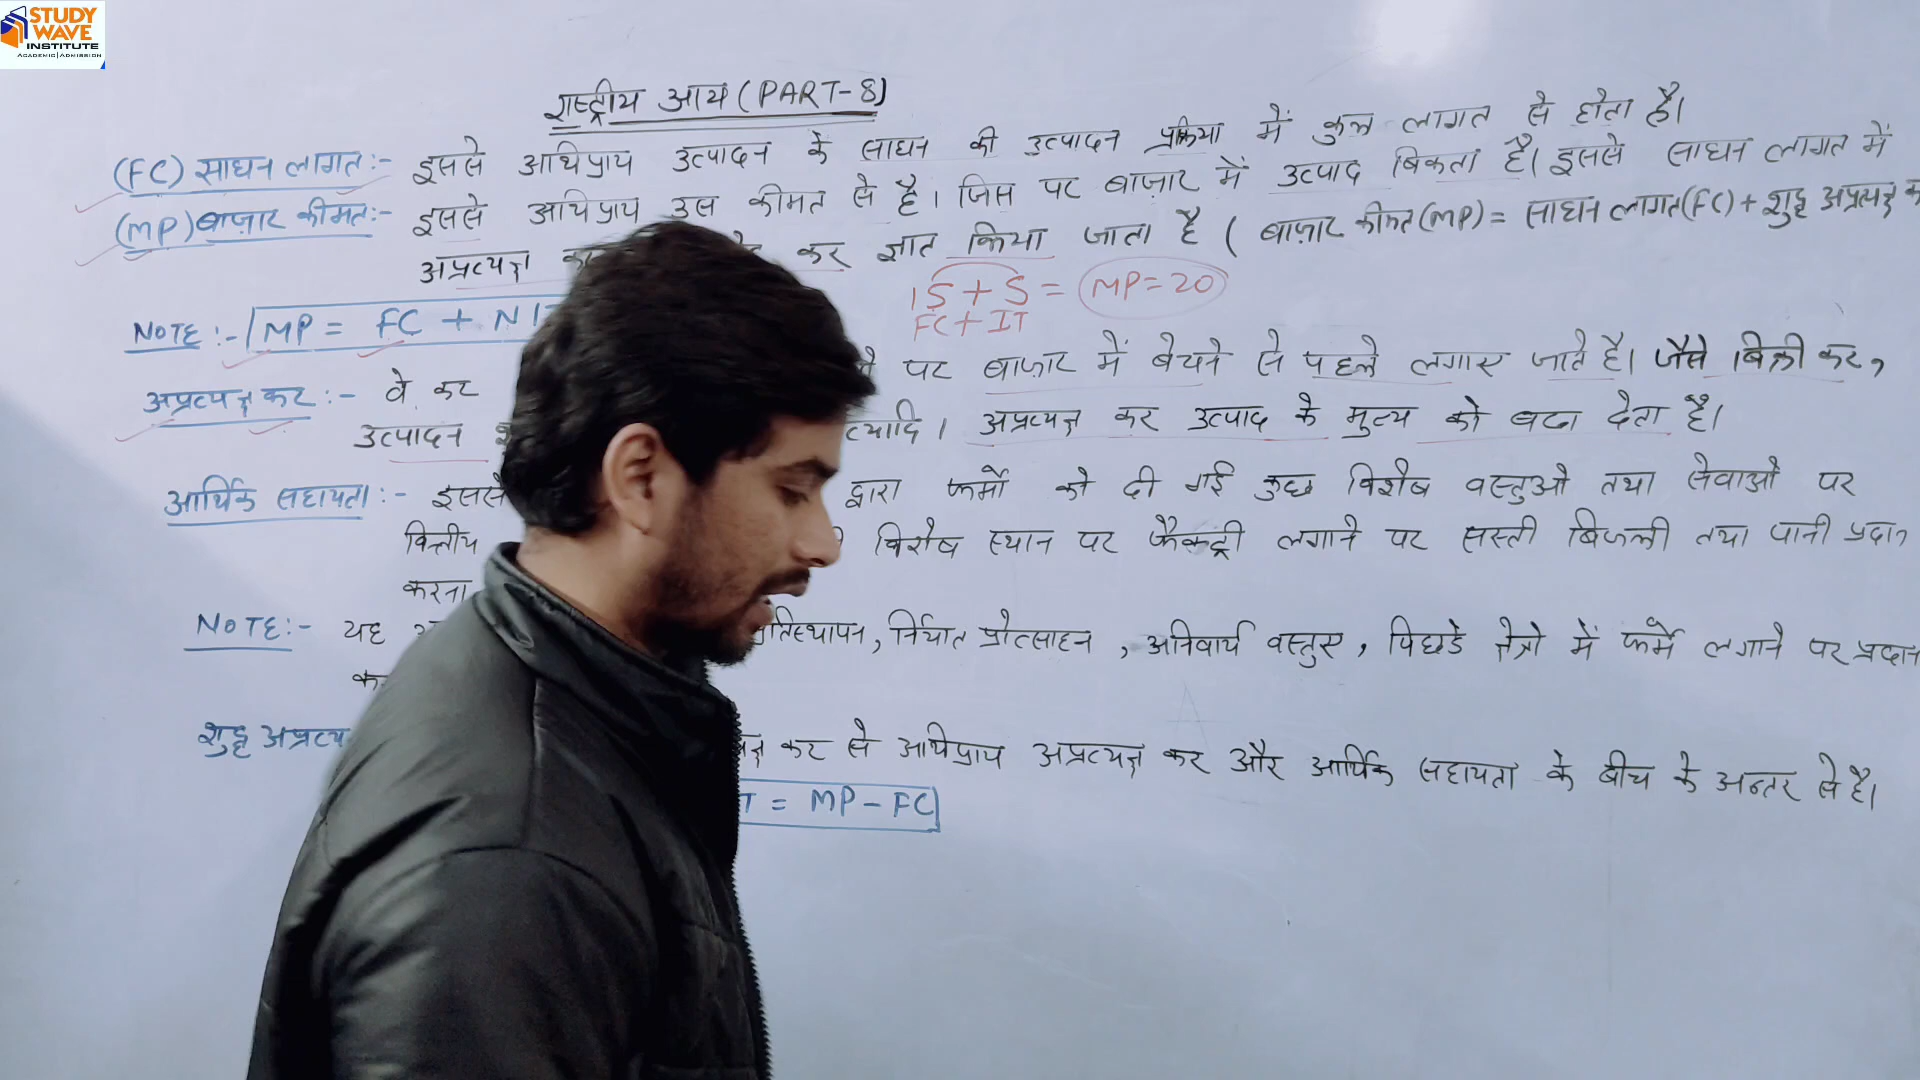 STUDY
WAVE
INSTITUTE
ACADEMIC|ADMISSION
राष्ट्रीय आय (PART-8)
(FC) साधन लागत:- इससे अभिप्राय उत्पादन के साधन की उत्पादन प्रक्रिया में कुल लागत से होता है।
(MP) बाज़ार कीमत:- इससे अभिप्राय उस कीमत से है। जिस पर बाज़ार में उत्पाद बिकता है। इससे साधन लागत में
अप्रत्यक्ष कर ज्ञात किया जाता है ( बाज़ार कीमत (MP) = साधन लागत (FC) + शुद्ध अप्रत्यक्ष
15 + 5 = MP=20
FC + IT
NOTE:- MP = FC + NI
अप्रत्यक्ष कर:- वे कर पर बाज़ार में बेचने से पहले लगाए जाते है। जैसे बिक्री कर,
उत्पादन त्यादि। अप्रत्यक्ष कर उत्पाद के मुल्य को बढा देता है।
आर्थिक सहायता:- इससे द्वारा फर्मो को दी गई कुछ विशेष वस्तुओ तथा सेवाओ पर
वित्तीय विशेष स्थान पर फैक्ट्री लगाने पर सस्ती बिजली तथा पानी प्रदा
करना
NOTE:- यह तिस्थापन, निर्यात प्रोत्साहन, अनिवार्य वस्तुए, पिछडे क्षेत्रो में फर्मे लगाने पर प्रदान
शुद्ध अप्रत्य कर से अभिप्राय अप्रत्यक्ष कर और आर्थिक सहायता के बीच के अन्तर से है।
T = MP - FC